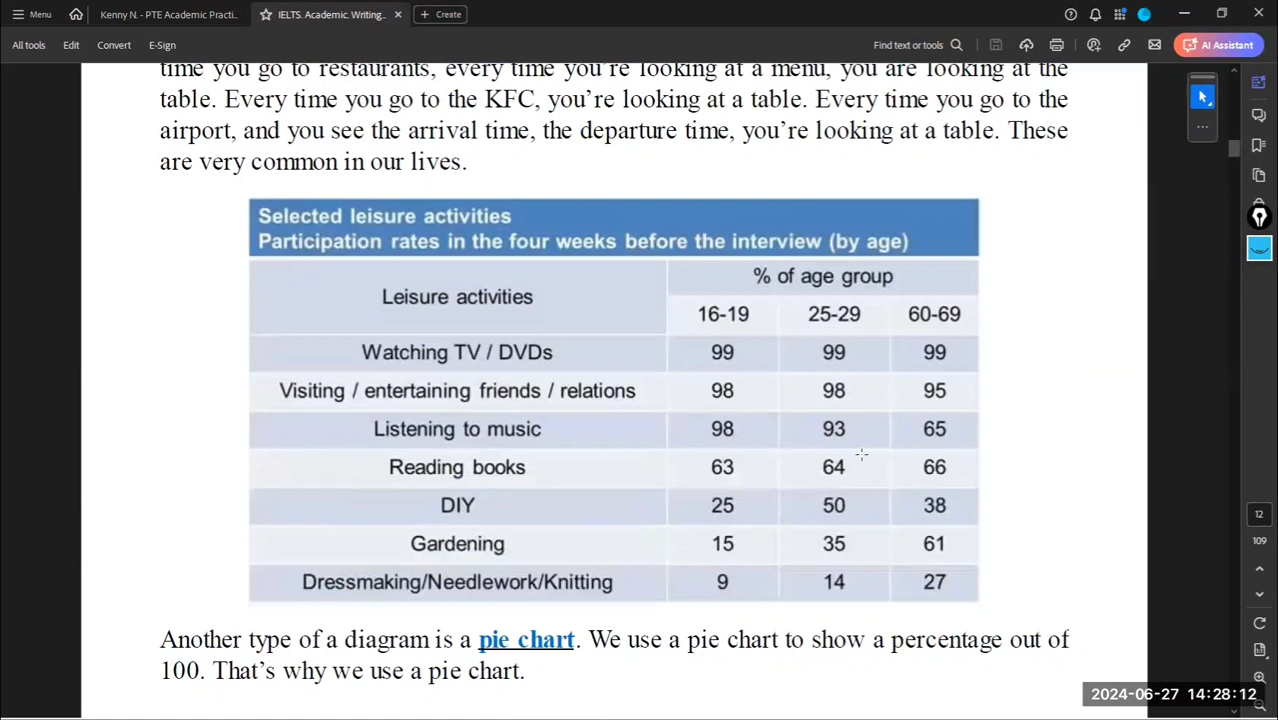 Menu Kenny N. - PTE Academic Practi... IELTS. Academic. Writing... Create
All tools Edit Convert E-Sign Find text or tools AI Assistant
time you go to restaurants, every time you're looking at a menu, you are looking at the
table. Every time you go to the KFC, you're looking at a table. Every time you go to the
airport, and you see the arrival time, the departure time, you're looking at a table. These
are very common in our lives.
Selected leisure activities
Participation rates in the four weeks before the interview (by age)
Leisure activities % of age group
16-19 25-29 60-69
Watching TV / DVDs 99 99 99
Visiting / entertaining friends / relations 98 98 95
Listening to music 98 93 65
Reading books 63 64 66
DIY 25 50 38
Gardening 15 35 61
Dressmaking/Needlework/Knitting 9 14 27
Another type of a diagram is a pie chart. We use a pie chart to show a percentage out of
100. That's why we use a pie chart.
12
109
2024-06-27 14:28:12